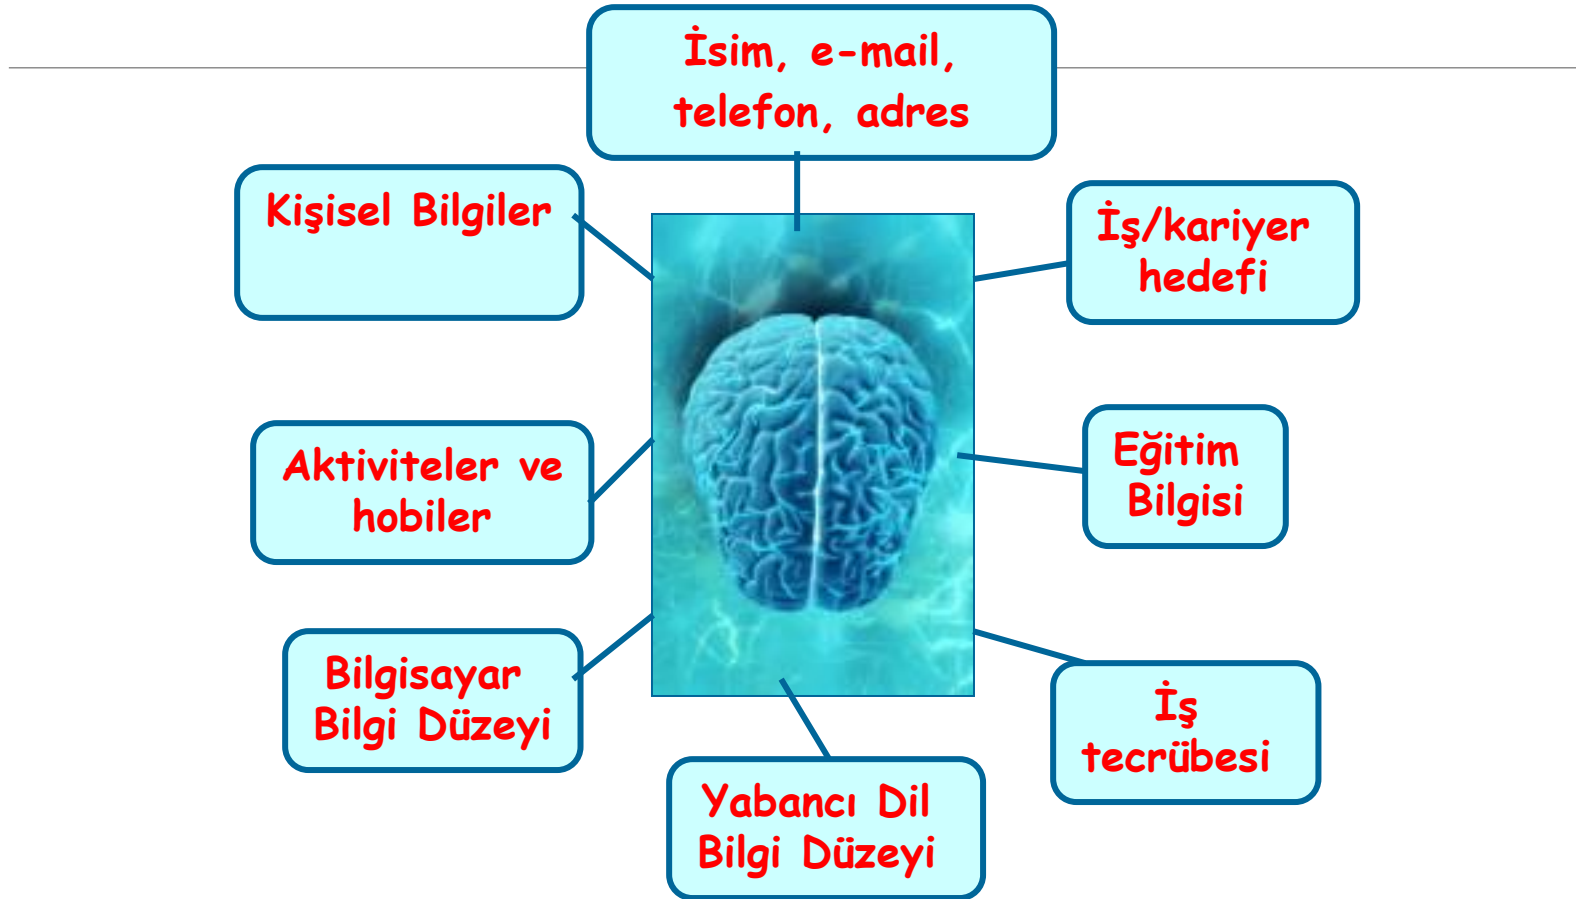 İsim, e-mail,
telefon, adres
Kişisel Bilgiler
İş/kariyer
hedefi
Aktiviteler ve
hobiler
Eğitim
Bilgisi
Bilgisayar
Bilgi Düzeyi
İş
tecrübesi
Yabancı Dil
Bilgi Düzeyi